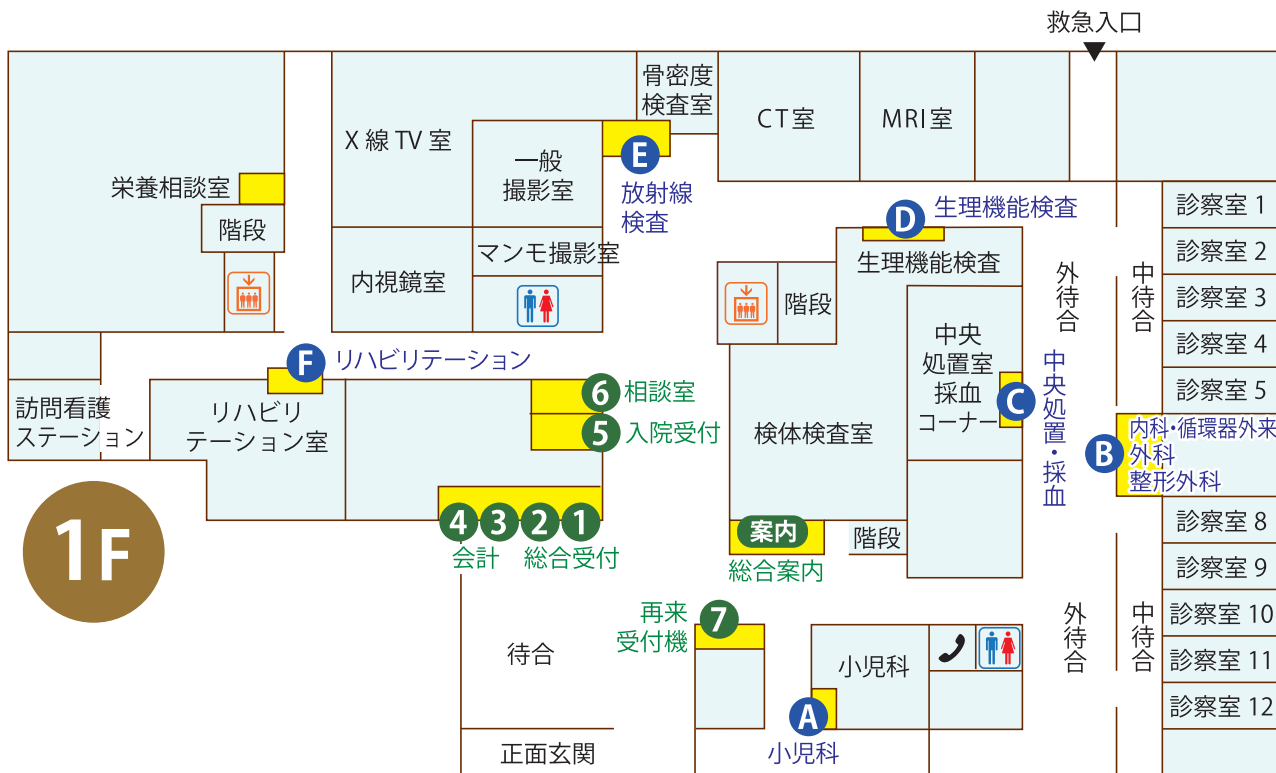 救急入口
骨密度
検査室
CT室
MRI室
X線TV室
一般
撮影室
E
放射線
検査
栄養相談室
階段
マンモ撮影室
内視鏡室
D
生理機能検査
生理機能検査
階段
中央
処置室
採血
コーナー
C
中央処置・採血
外待合
中待合
診察室 1
診察室 2
診察室 3
診察室 4
診察室 5
B
内科・循環器外来
外科
整形外科
診察室 8
診察室 9
診察室 10
診察室 11
診察室 12
外待合
中待合
F
リハビリテーション
訪問看護
ステーション
リハビリ
テーション室
6
相談室
5
入院受付
4
3
2
1
会計
総合受付
検体検査室
案内
総合案内
階段
1F
待合
正面玄関
再来
受付機
7
小児科
A
小児科